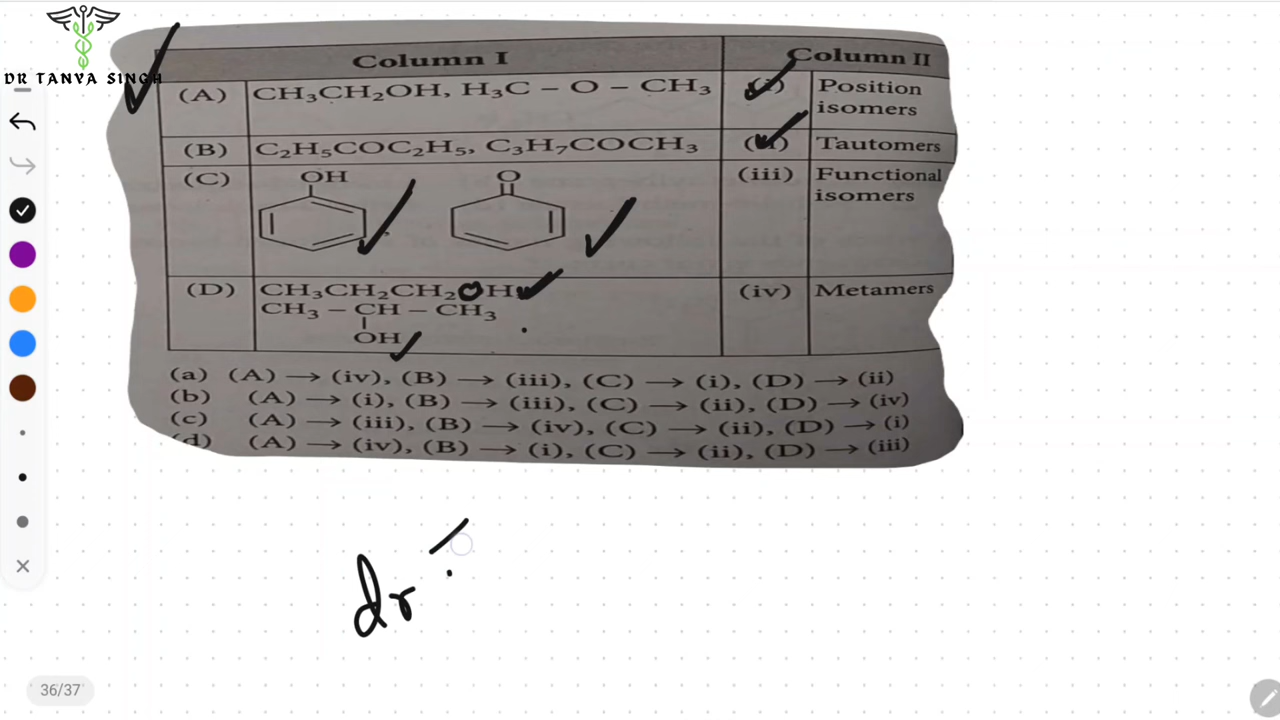 DR TANYA SINGH
Column I Column II
(A) CH₃CH₂OH, H₃C – O – CH₃ (i) Position isomers
(B) C₂H₅COC₂H₅, C₃H₇COCH₃ (ii) Tautomers
(C) OH O (iii) Functional isomers
(D) CH₃CH₂CH₂OH, (iv) Metamers
CH₃ – CH – CH₃
OH
(a) (A) → (iv), (B) → (iii), (C) → (i), (D) → (ii)
(b) (A) → (i), (B) → (iii), (C) → (ii), (D) → (iv)
(c) (A) → (iii), (B) → (iv), (C) → (ii), (D) → (i)
(d) (A) → (iv), (B) → (i), (C) → (ii), (D) → (iii)
dr
36/37